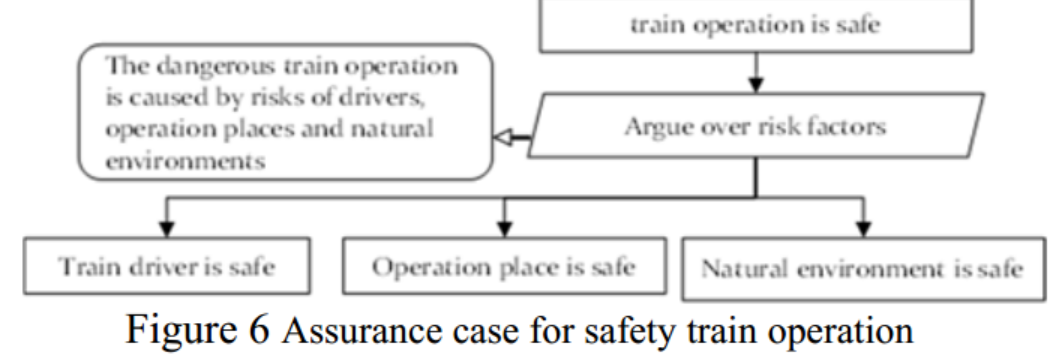 train operation is safe
The dangerous train operation
is caused by risks of drivers,
operation places and natural
environments
Argue over risk factors
Train driver is safe
Operation place is safe
Natural environment is safe
Figure 6 Assurance case for safety train operation